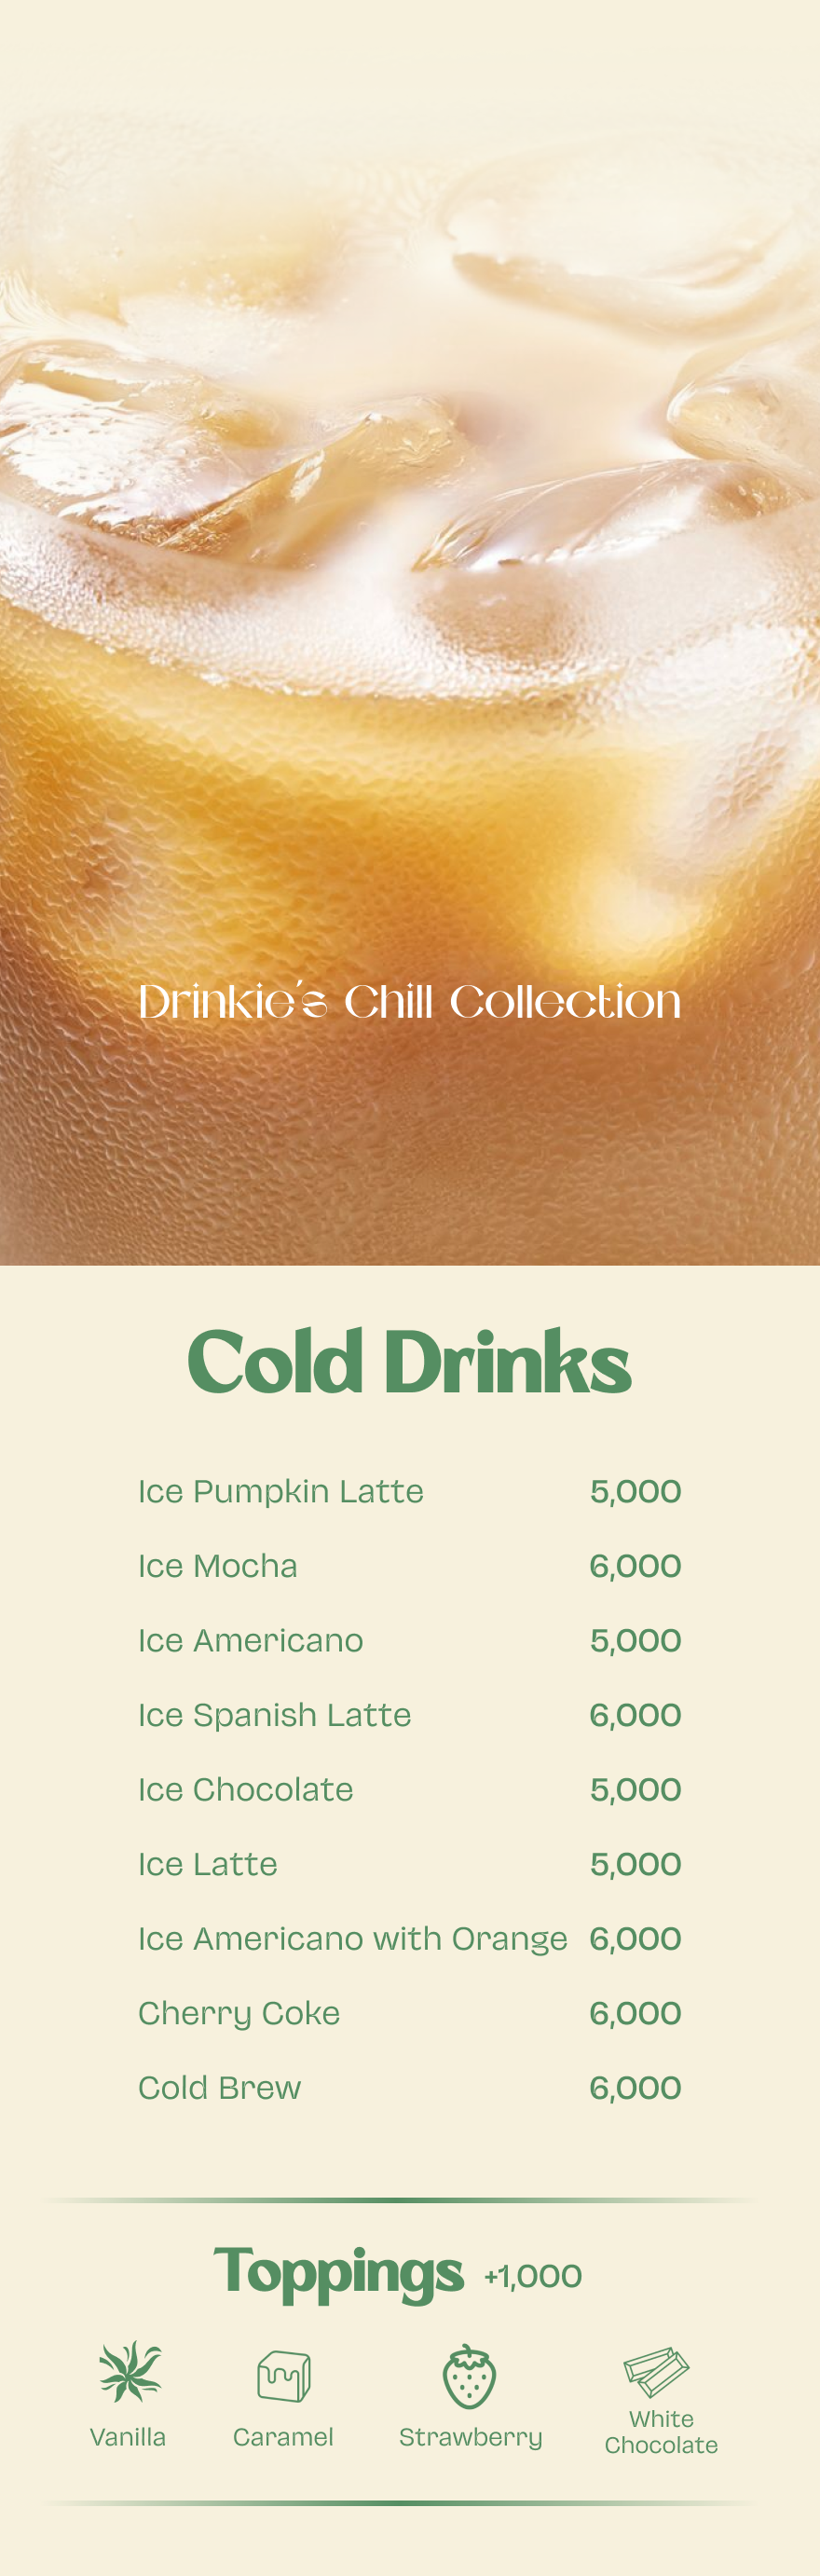 Drinkie's Chill Collection
Cold Drinks
Ice Pumpkin Latte 5,000
Ice Mocha 6,000
Ice Americano 5,000
Ice Spanish Latte 6,000
Ice Chocolate 5,000
Ice Latte 5,000
Ice Americano with Orange 6,000
Cherry Coke 6,000
Cold Brew 6,000
Toppings +1,000
Vanilla
Caramel
Strawberry
White
Chocolate